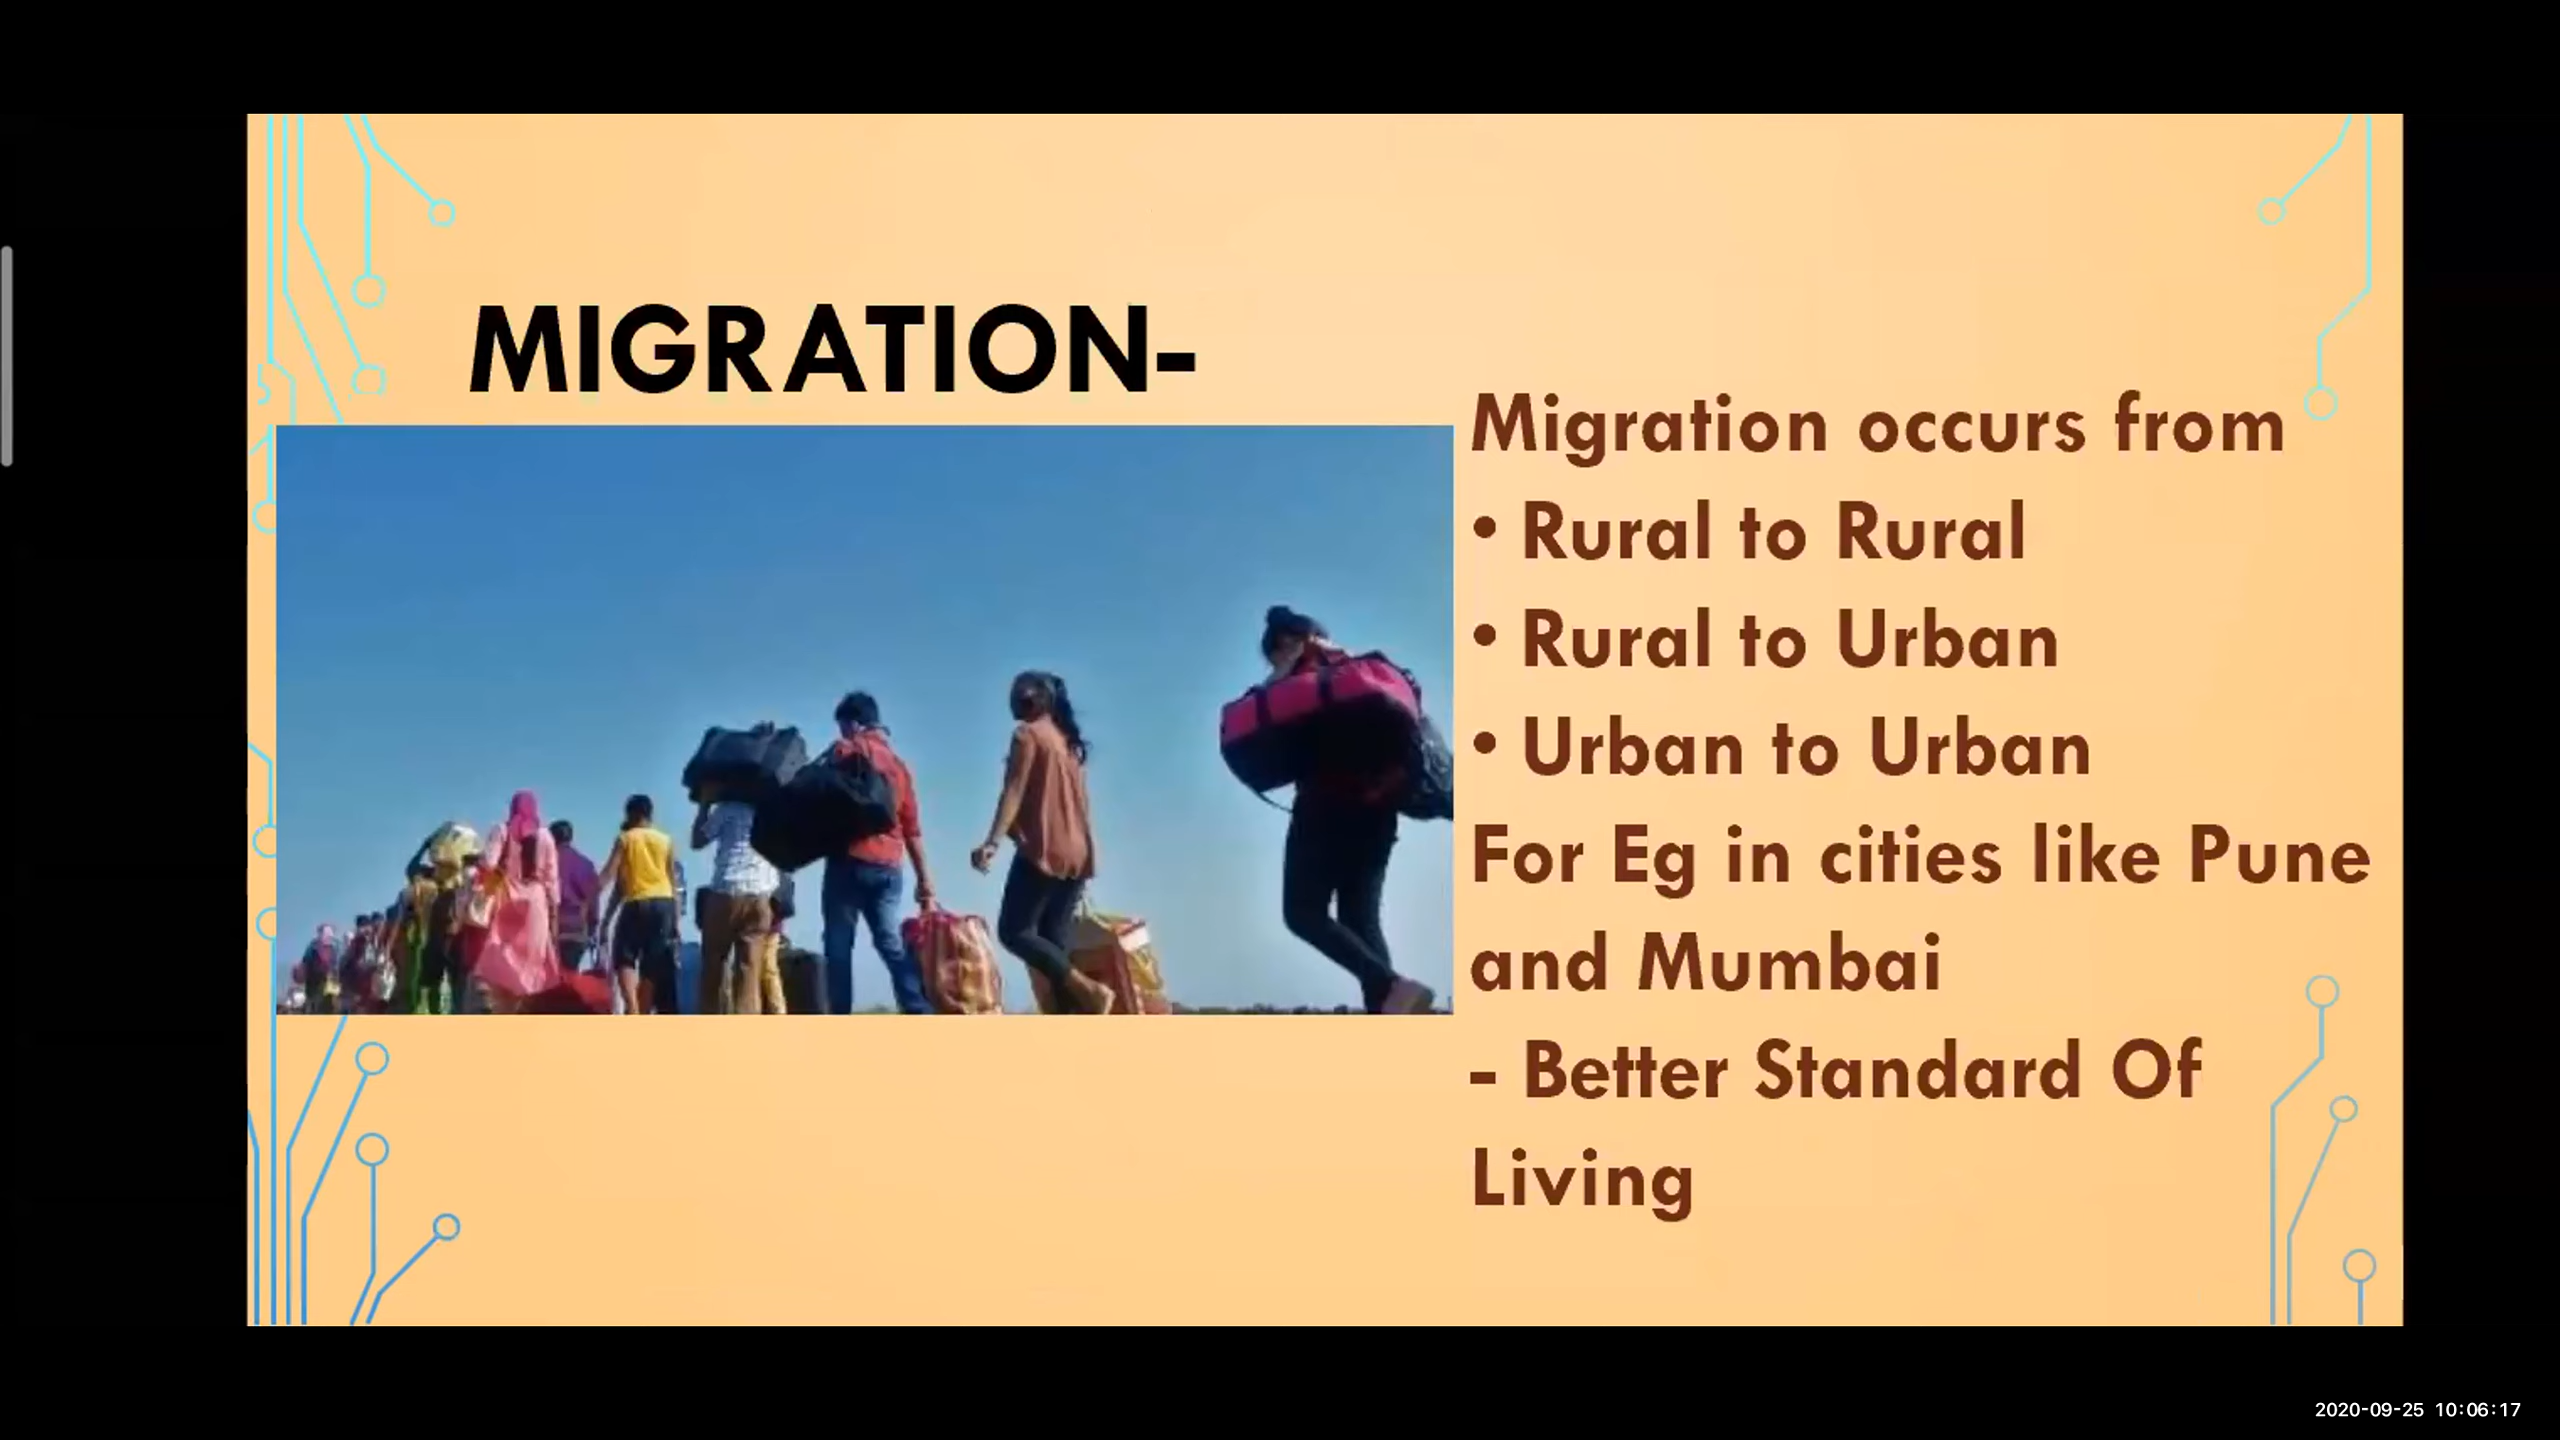 MIGRATION-
Migration occurs from
• Rural to Rural
• Rural to Urban
• Urban to Urban
For Eg in cities like Pune
and Mumbai
- Better Standard Of
Living
2020-09-25 10:06:17